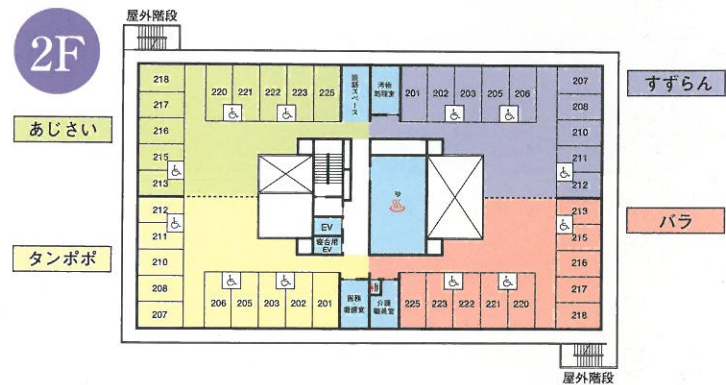 屋外階段
2F
218
217
216
215
213
220
221
222
223
225
談話スペース
汚物
処理室
201
202
203
205
206
207
208
210
211
212
あじさい
すずらん
ゆ
EV
寝台用
EV
タンポポ
バラ
212
211
210
208
207
206
205
203
202
201
医務・
看護室
介護
職員室
225
223
222
221
220
213
215
216
217
218
屋外階段